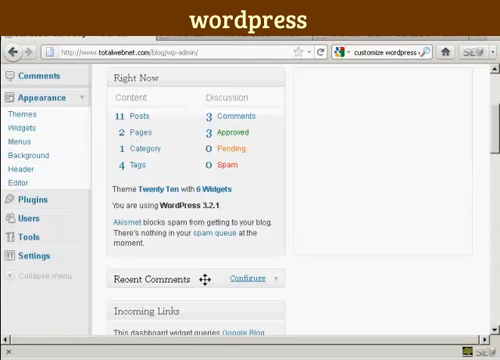 wordpress
http://www.totalwebnet.com/blog/wp-admin/
customize wordpress
SEO
Comments
Appearance
Themes
Widgets
Menus
Background
Header
Editor
Plugins
Users
Tools
Settings
Collapse menu
Right Now
Content
Discussion
11 Posts
3 Comments
2 Pages
3 Approved
1 Category
0 Pending
4 Tags
0 Spam
Theme Twenty Ten with 6 Widgets
You are using WordPress 3.2.1.
Akismet blocks spam from getting to your blog.
There's nothing in your spam queue at the
moment.
Recent Comments
Configure
Incoming Links
This dashboard widget queries Google Blog
×
SEO